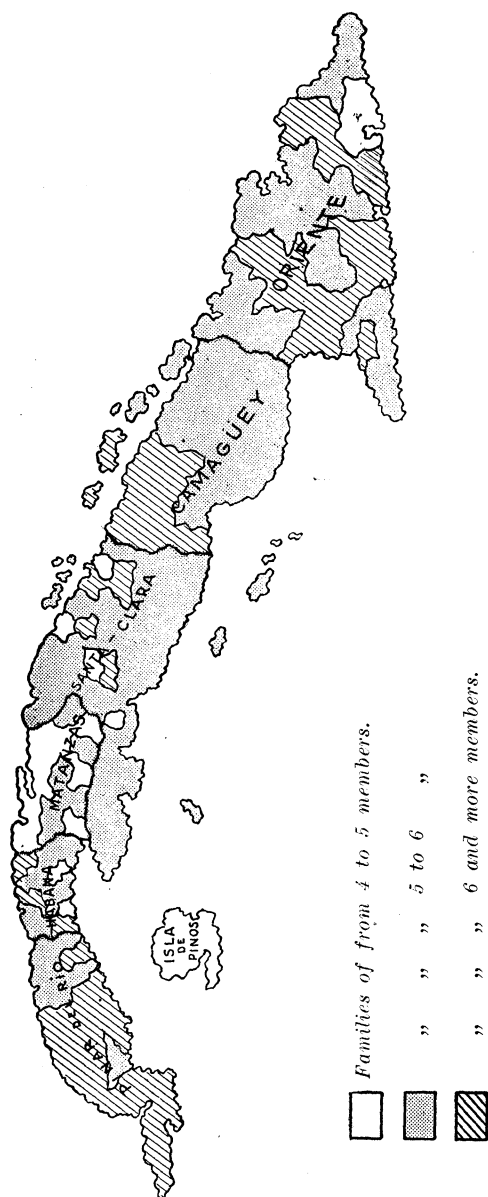 PINAR DEL RIO
HABANA
MATANZAS
SANTA-CLARA
CAMAGUEY
ORIENTE
ISLA
DE
PINOS
Families of from 4 to 5 members.
„ „ „ 5 to 6 „
„ „ „ 6 and more members.